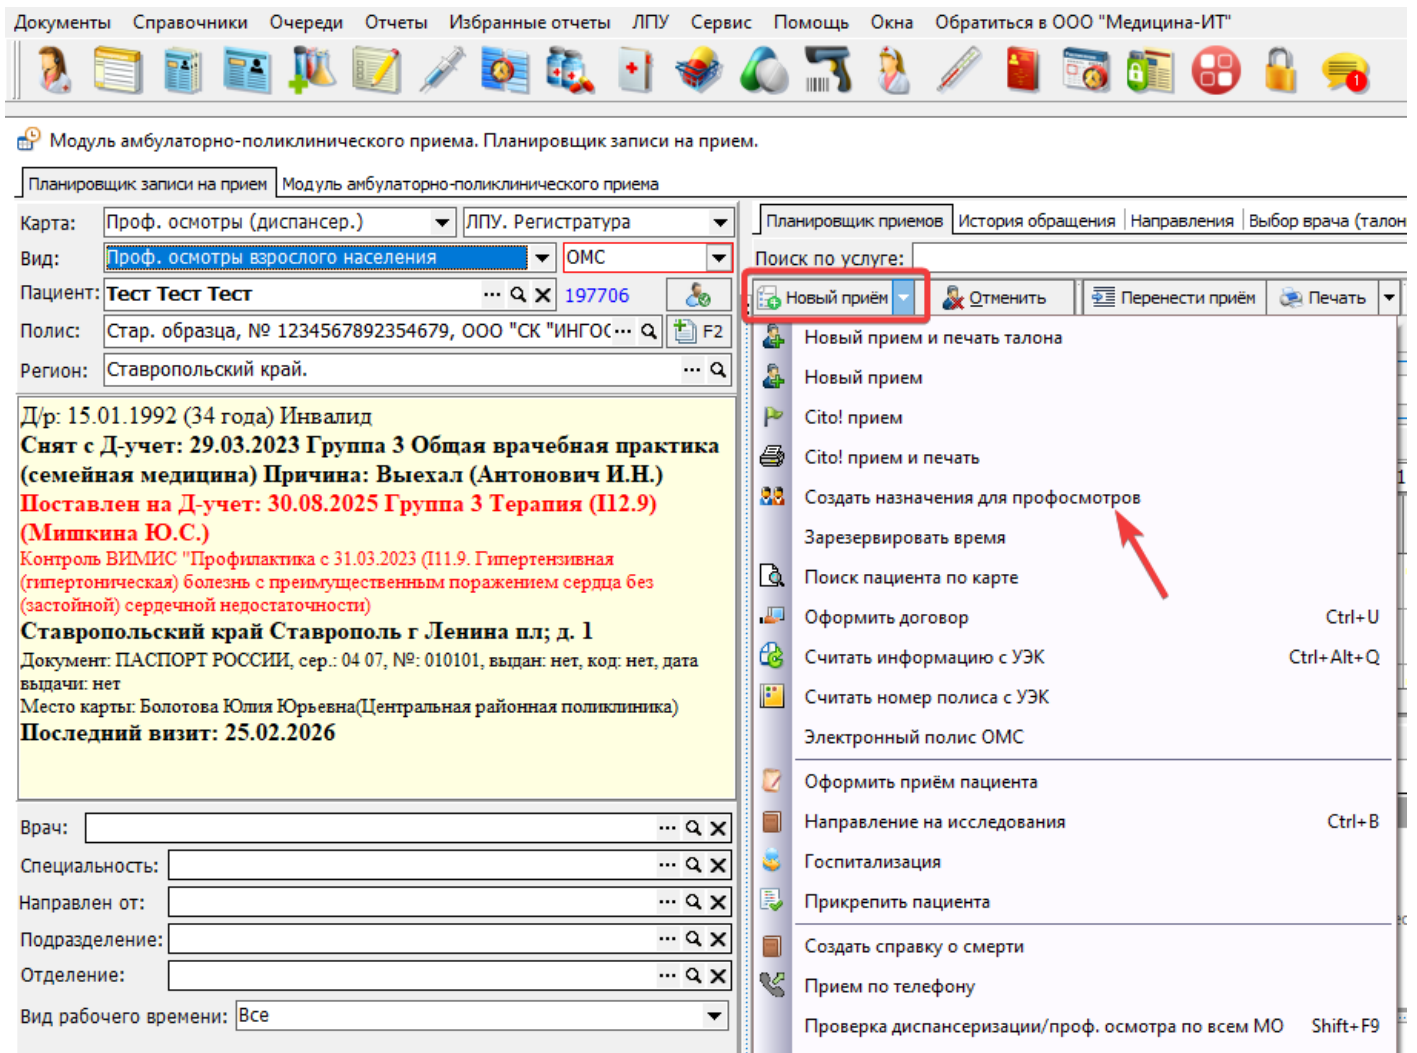 Документы Справочники Очереди Отчеты Избранные отчеты ЛПУ Сервис Помощь Окна Обратиться в ООО "Медицина-ИТ"
1
Модуль амбулаторно-поликлинического приема. Планировщик записи на прием.
Планировщик записи на прием Модуль амбулаторно-поликлинического приема
Карта: Проф. осмотры (диспансер.) ЛПУ. Регистратура
Вид: Проф. осмотры взрослого населения ОМС
Пациент: Тест Тест Тест ... 197706
Полис: Стар. образца, № 1234567892354679, ООО "СК "ИНГОС ... F2
Регион: Ставропольский край. ...
Д/р: 15.01.1992 (34 года) Инвалид
Снят с Д-учет: 29.03.2023 Группа 3 Общая врачебная практика
(семейная медицина) Причина: Выехал (Антонович И.Н.)
Поставлен на Д-учет: 30.08.2025 Группа 3 Терапия (I12.9)
(Мишкина Ю.С.)
Контроль ВИМИС "Профилактика с 31.03.2023 (I11.9. Гипертензивная
(гипертоническая) болезнь с преимущественным поражением сердца без
(застойной) сердечной недостаточности)
Ставропольский край Ставрополь г Ленина пл; д. 1
Документ: ПАСПОРТ РОССИИ, сер.: 04 07, №: 010101, выдан: нет, код: нет, дата
выдачи: нет
Место карты: Болотова Юлия Юрьевна(Центральная районная поликлиника)
Последний визит: 25.02.2026
Врач: ...
Специальность: ...
Направлен от: ...
Подразделение: ...
Отделение: ...
Вид рабочего времени: Все
Планировщик приемов История обращения Направления Выбор врача (талон
Поиск по услуге:
Новый приём Отменить Перенести приём Печать
Новый прием и печать талона
Новый прием
Cito! прием
Cito! прием и печать
Создать назначения для профосмотров
Зарезервировать время
Поиск пациента по карте
Оформить договор Ctrl+U
Считать информацию с УЭК Ctrl+Alt+Q
Считать номер полиса с УЭК
Электронный полис ОМС
Оформить приём пациента
Направление на исследования Ctrl+B
Госпитализация
Прикрепить пациента
Создать справку о смерти
Прием по телефону
Проверка диспансеризации/проф. осмотра по всем МО Shift+F9